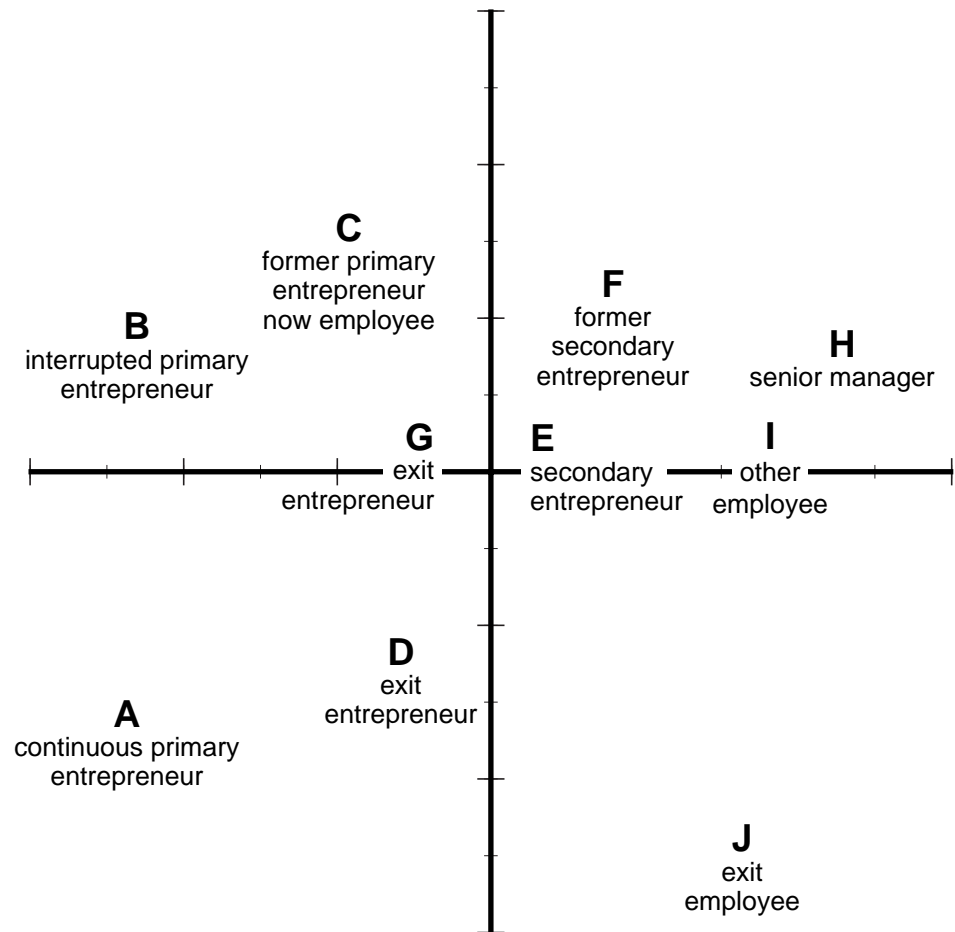 C
former primary
entrepreneur
now employee
F
former
secondary
entrepreneur
B
interrupted primary
entrepreneur
H
senior manager
G
exit
entrepreneur
E
secondary
entrepreneur
I
other
employee
D
exit
entrepreneur
A
continuous primary
entrepreneur
J
exit
employee